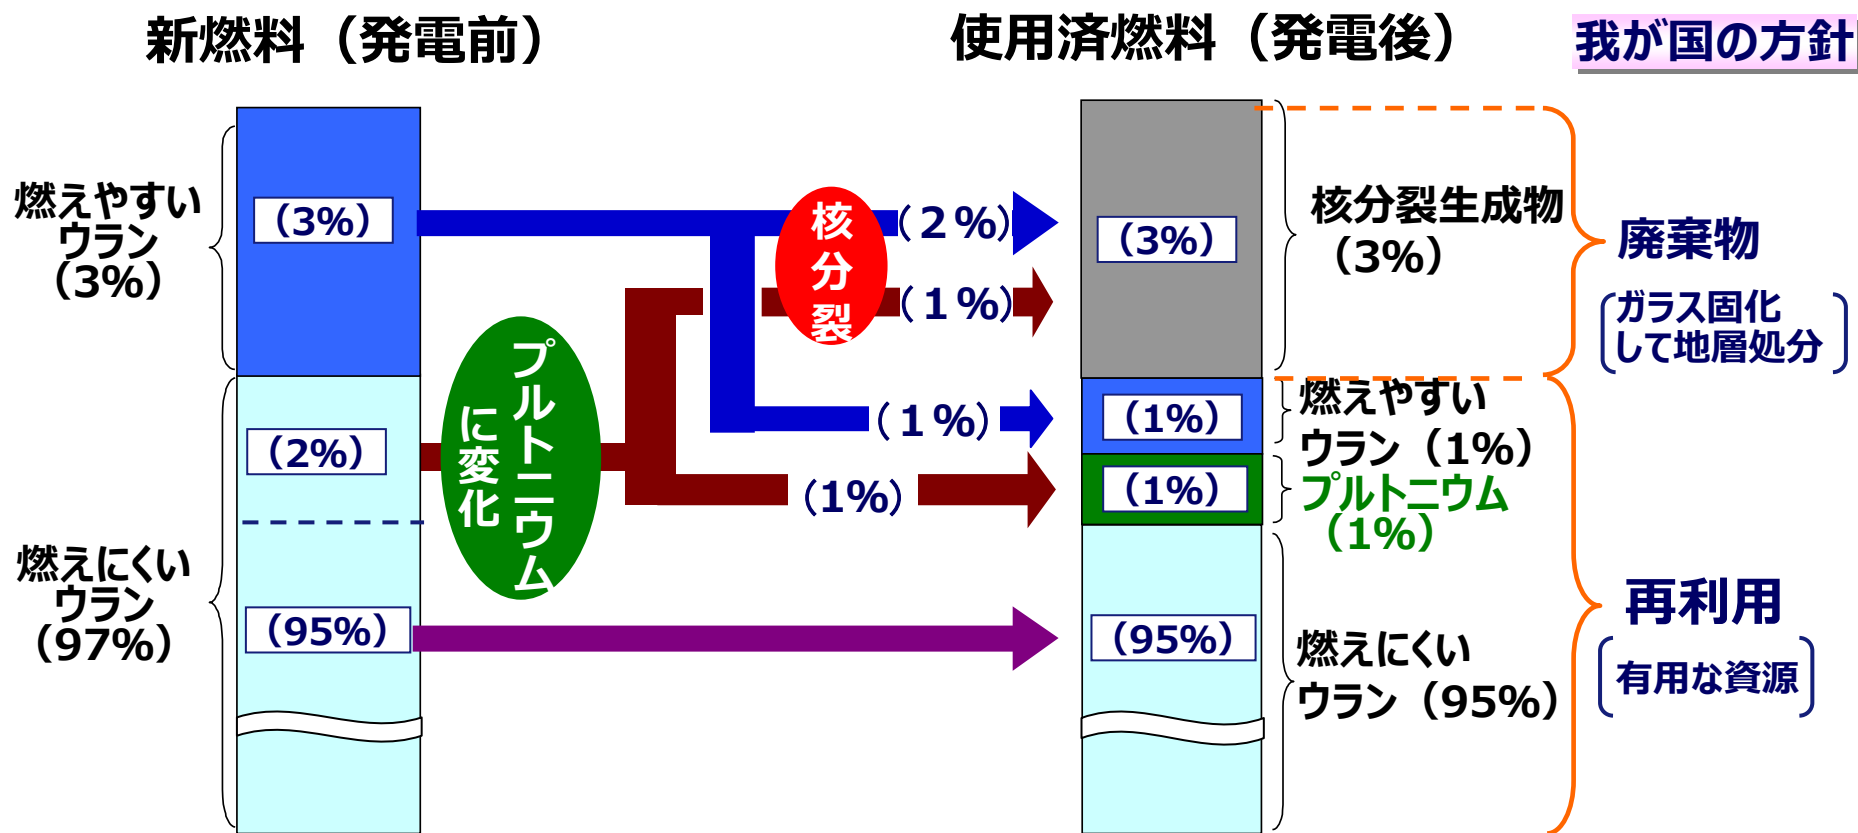 新燃料（発電前）
使用済燃料（発電後）
我が国の方針
燃えやすい
ウラン
（3%）
（3%）
燃えにくい
ウラン
（97%）
（2%）
（95%）
プルトニウム
に変化
核分裂
（２%）
（１%）
（１%）
（1%）
（3%）
（1%）
（1%）
（95%）
核分裂生成物
（3%）
燃えやすい
ウラン（1%）
プルトニウム
（1%）
燃えにくい
ウラン（95%）
廃棄物
ガラス固化
して地層処分
再利用
有用な資源